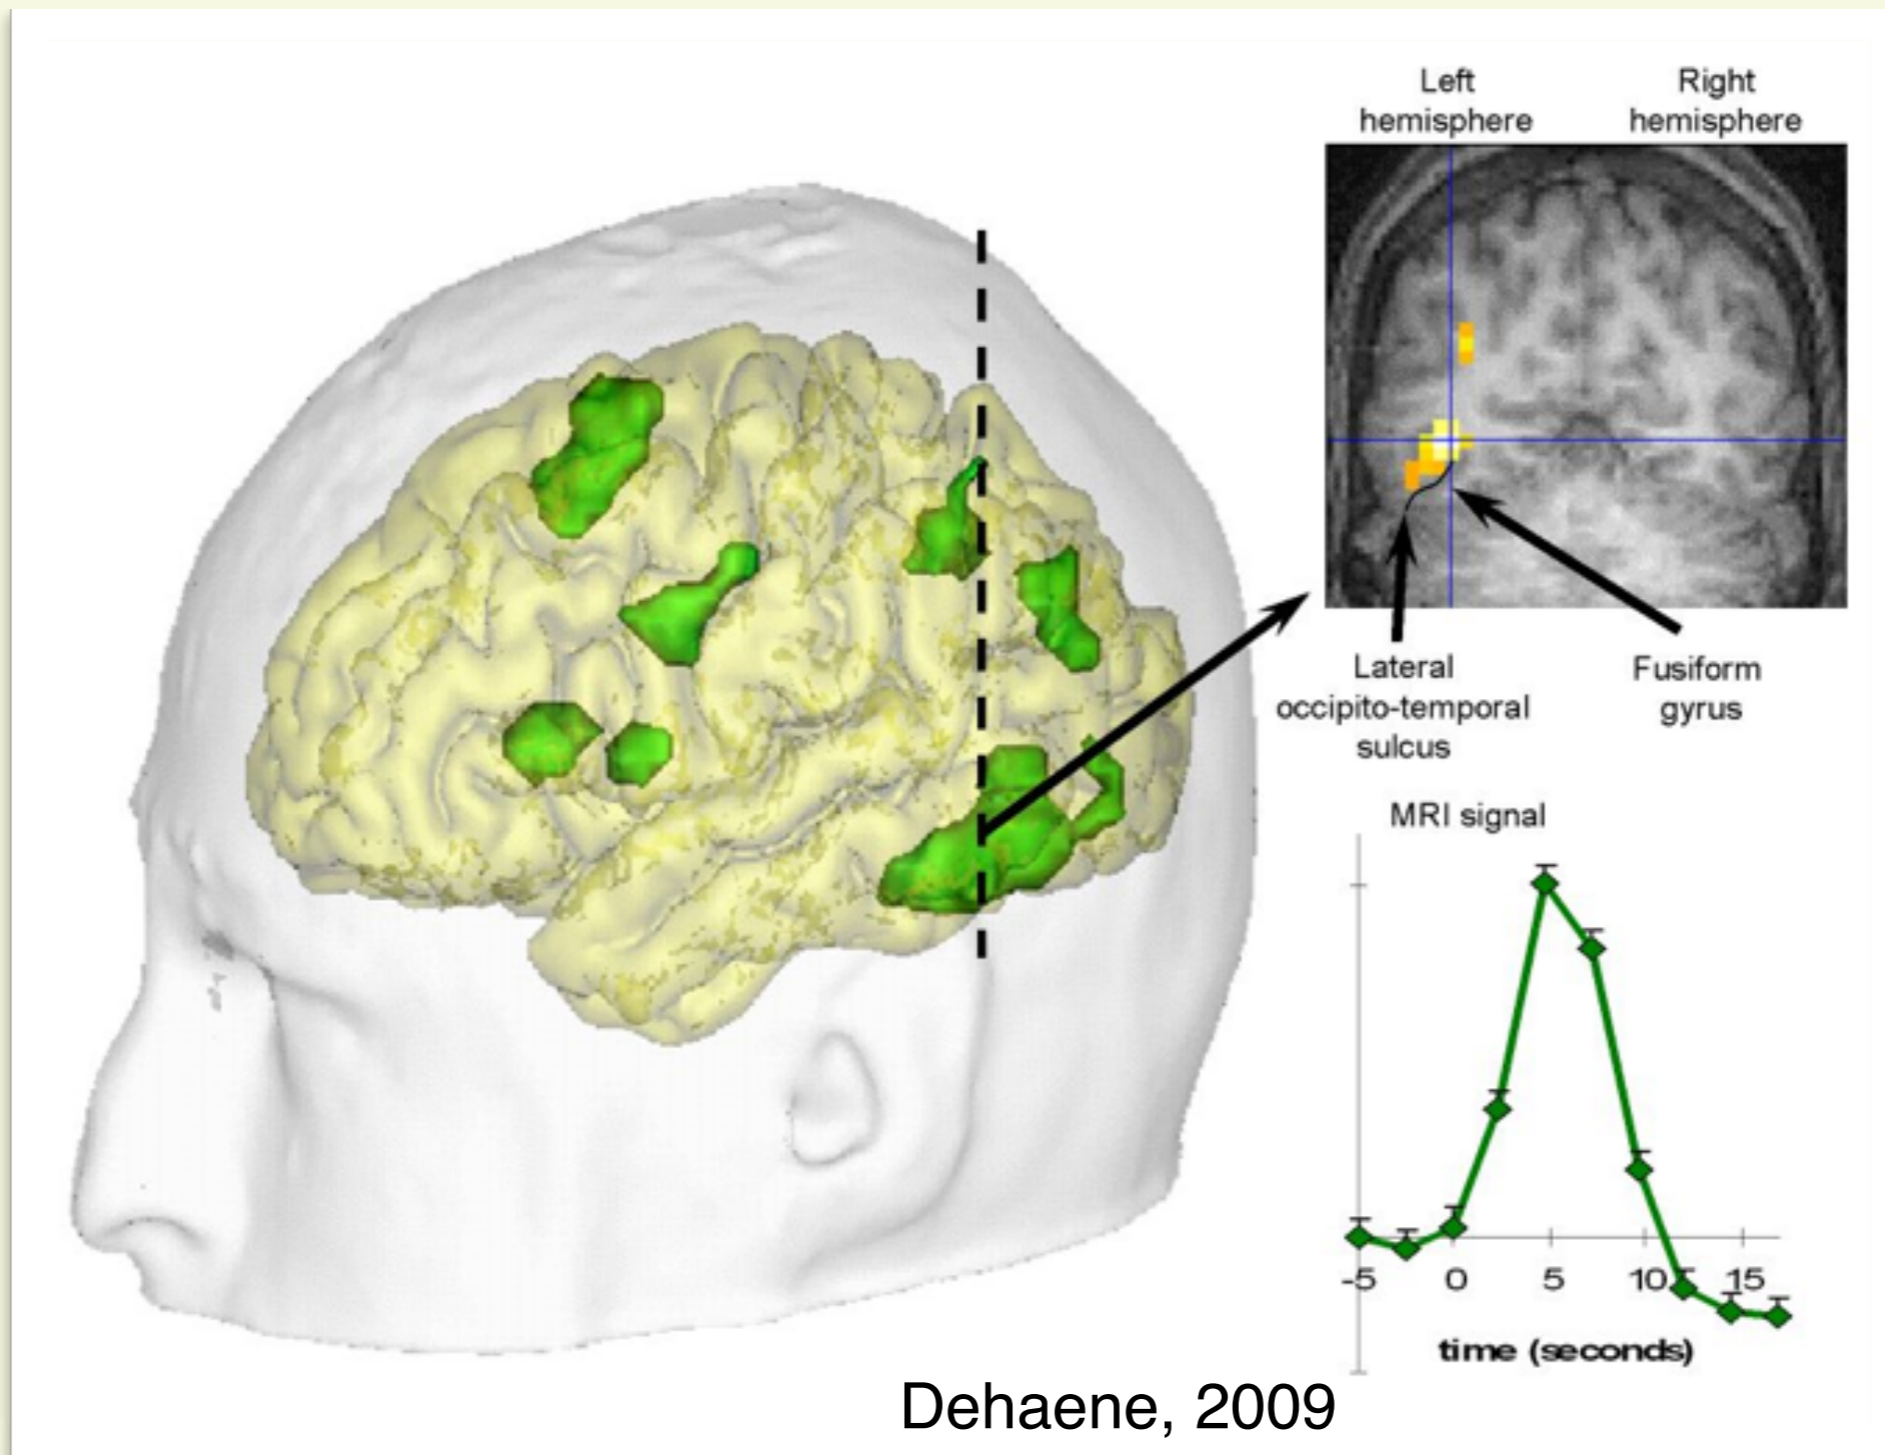 Left
hemisphere
Right
hemisphere
Lateral
occipito-temporal
sulcus
Fusiform
gyrus
MRI signal
-5 0 5 10 15
time (seconds)
Dehaene, 2009